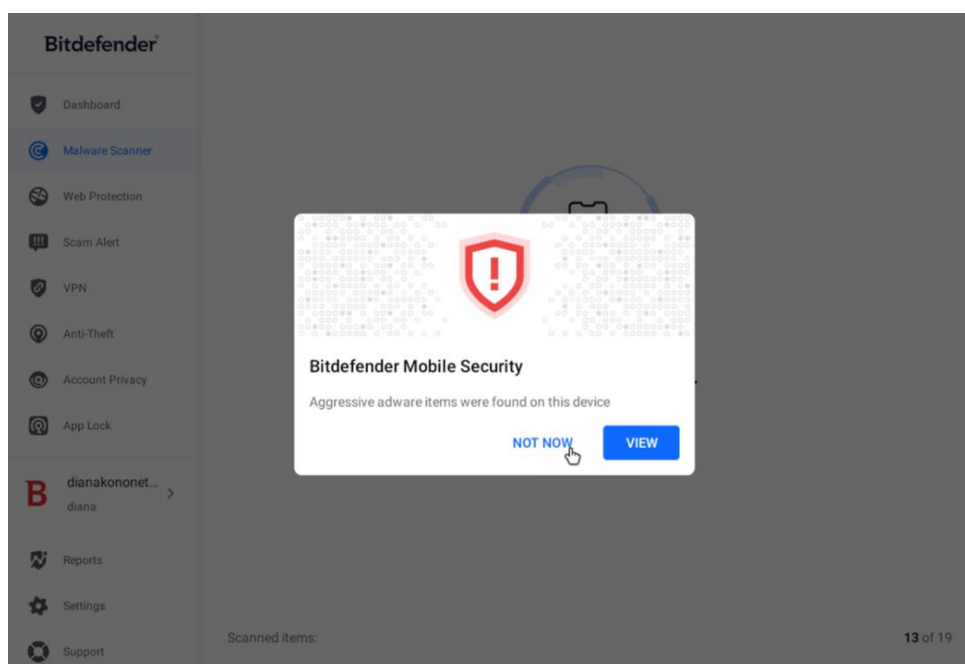 Bitdefender
Dashboard
Malware Scanner
Web Protection
Scam Alert
VPN
Anti-Theft
Account Privacy
App Lock
dianakononet...
diana
Reports
Settings
Support
Bitdefender Mobile Security
Aggressive adware items were found on this device
NOT NOW
VIEW
Scanned items:
13 of 19